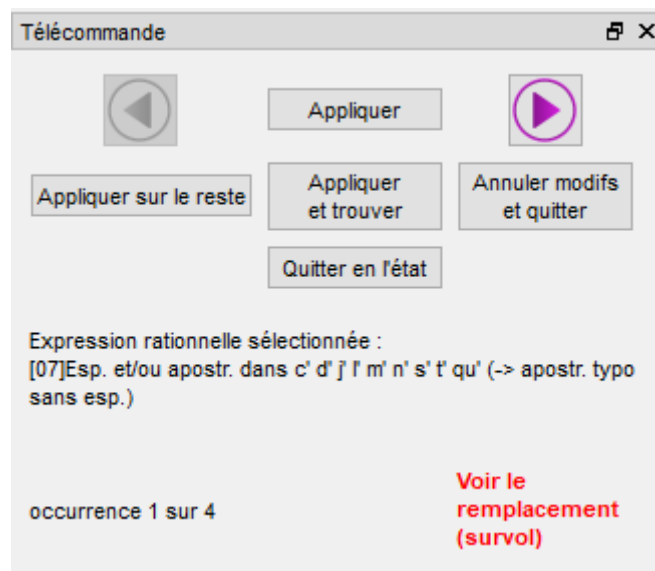 Télécommande
Appliquer
Appliquer sur le reste
Appliquer
et trouver
Annuler modifs
et quitter
Quitter en l'état
Expression rationnelle sélectionnée :
[07]Esp. et/ou apostr. dans c' d' j' l' m' n' s' t' qu' (-> apostr. typo
sans esp.)
occurrence 1 sur 4
Voir le
remplacement
(survol)